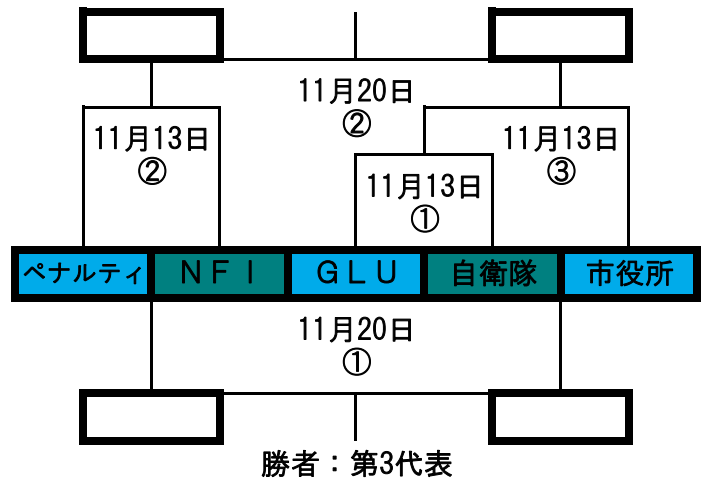 11月20日
②
11月13日
②
11月13日
③
11月13日
①
ペナルティ
ＮＦＩ
ＧＬＵ
自衛隊
市役所
11月20日
①
勝者：第3代表